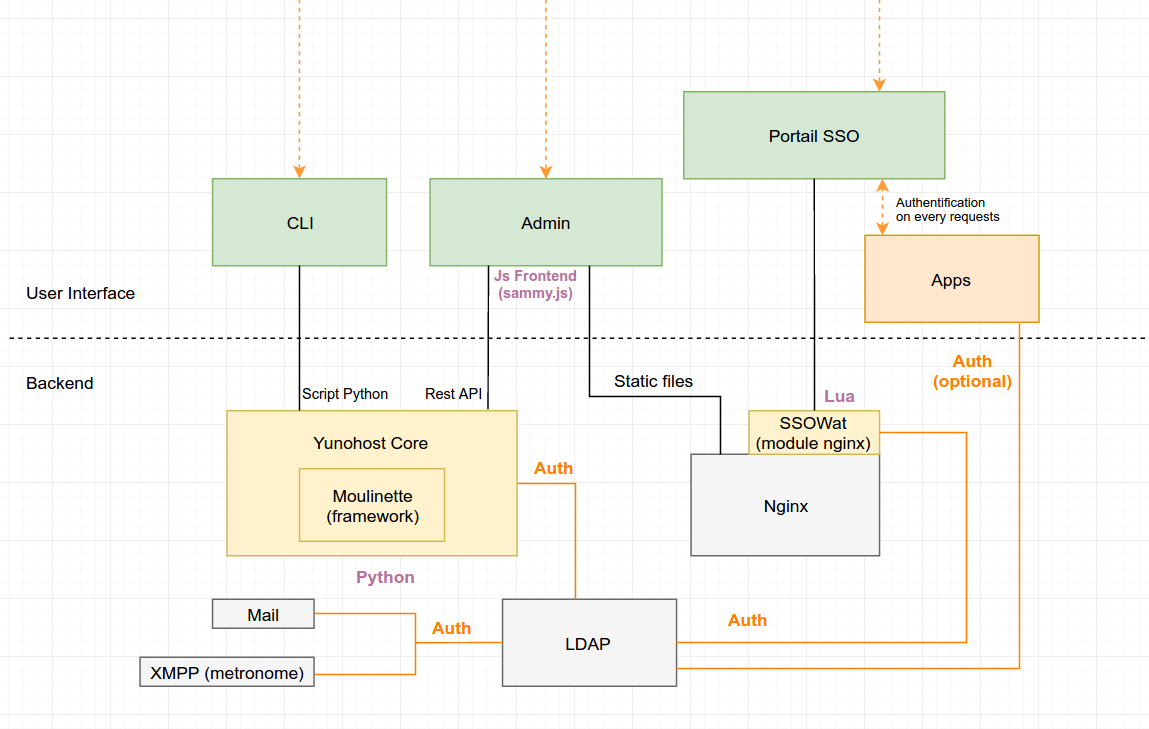 Portail SSO
CLI
Admin
Authentification
on every requests
Js Frontend
(sammy.js)
Apps
User Interface
Backend
Auth
(optional)
Script Python
Rest API
Static files
Lua
Yunohost Core
SSOWat
(module nginx)
Moulinette
(framework)
Auth
Nginx
Python
Mail
Auth
LDAP
Auth
XMPP (metronome)